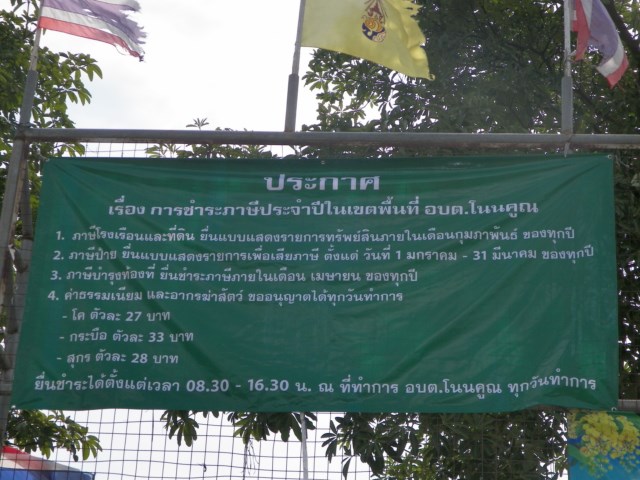 ประกาศ
เรื่อง การชำระภาษีประจำปีในเขตพื้นที่ อบต.โนนคูณ
1. ภาษีโรงเรือนและที่ดิน ยื่นแบบแสดงรายการทรัพย์สินภายในเดือนกุมภาพันธ์ ของทุกปี
2. ภาษีป้าย ยื่นแบบแสดงรายการเพื่อเสียภาษี ตั้งแต่ วันที่ 1 มกราคม - 31 มีนาคม ของทุกปี
3. ภาษีบำรุงท้องที่ ยื่นชำระภาษีภายในเดือน เมษายน ของทุกปี
4. ค่าธรรมเนียม และอากรฆ่าสัตว์ ขออนุญาตได้ทุกวันทำการ
- โค ตัวละ 27 บาท
- กระบือ ตัวละ 33 บาท
- สุกร ตัวละ 28 บาท
ยื่นชำระได้ตั้งแต่เวลา 08.30 - 16.30 น. ณ ที่ทำการ อบต.โนนคูณ ทุกวันทำการ